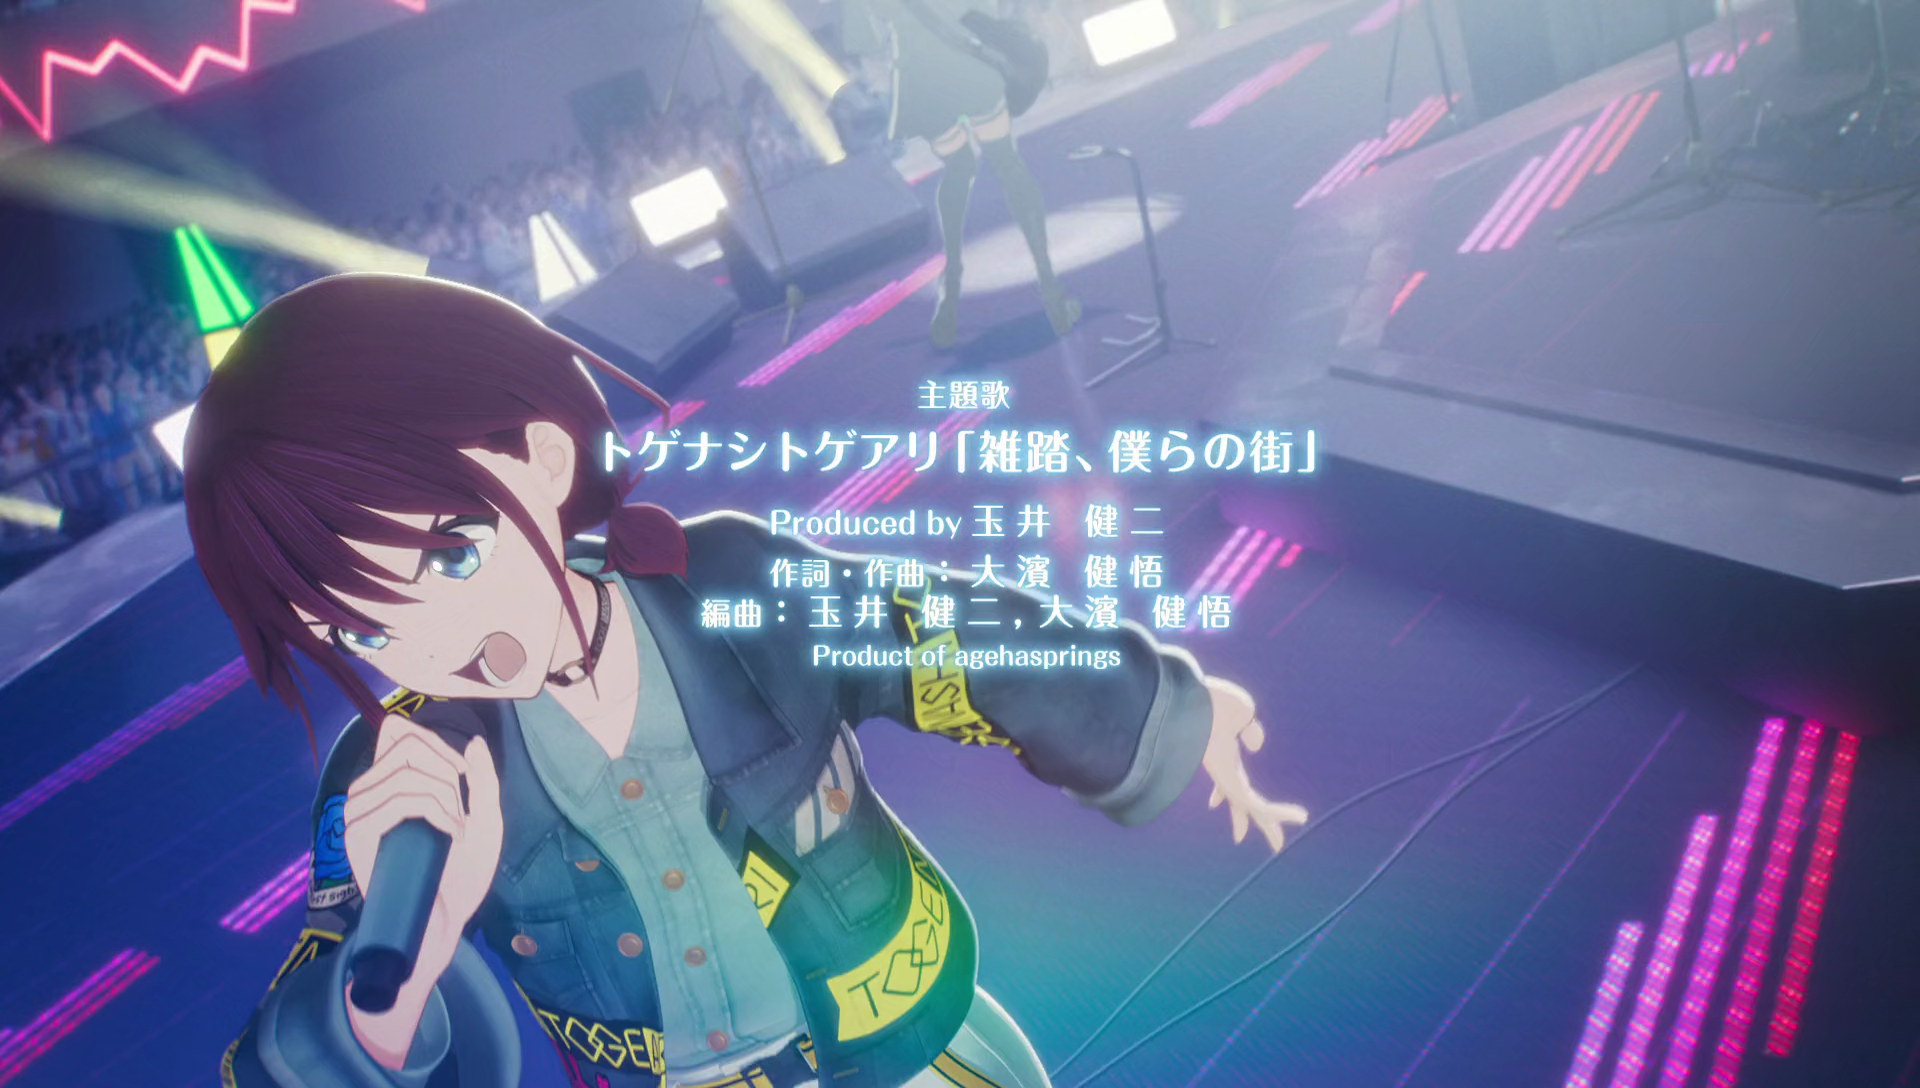 主題歌
トゲナシトゲアリ「雑踏、僕らの街」
Produced by 玉井 健二
作詞・作曲：大濱 健悟
編曲：玉井 健二,大濱 健悟
Product of agehasprings
TOGEN
TOGE